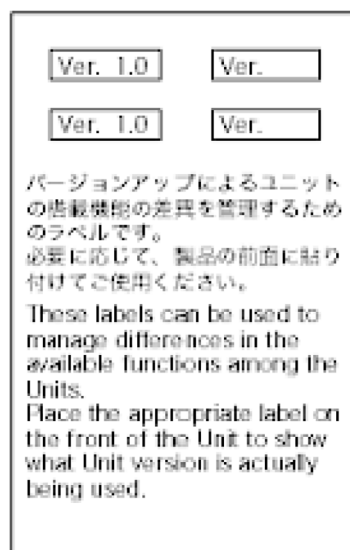 Ver. 1.0
Ver.
Ver. 1.0
Ver.
バージョンアップによるユニット
の搭載機能の差異を管理するため
のラベルです。
必要に応じて、製品の前面に貼り
付けてご使用ください。
These labels can be used to
manage differences in the
available functions among the
Units.
Place the appropriate label on
the front of the Unit to show
what Unit version is actually
being used.